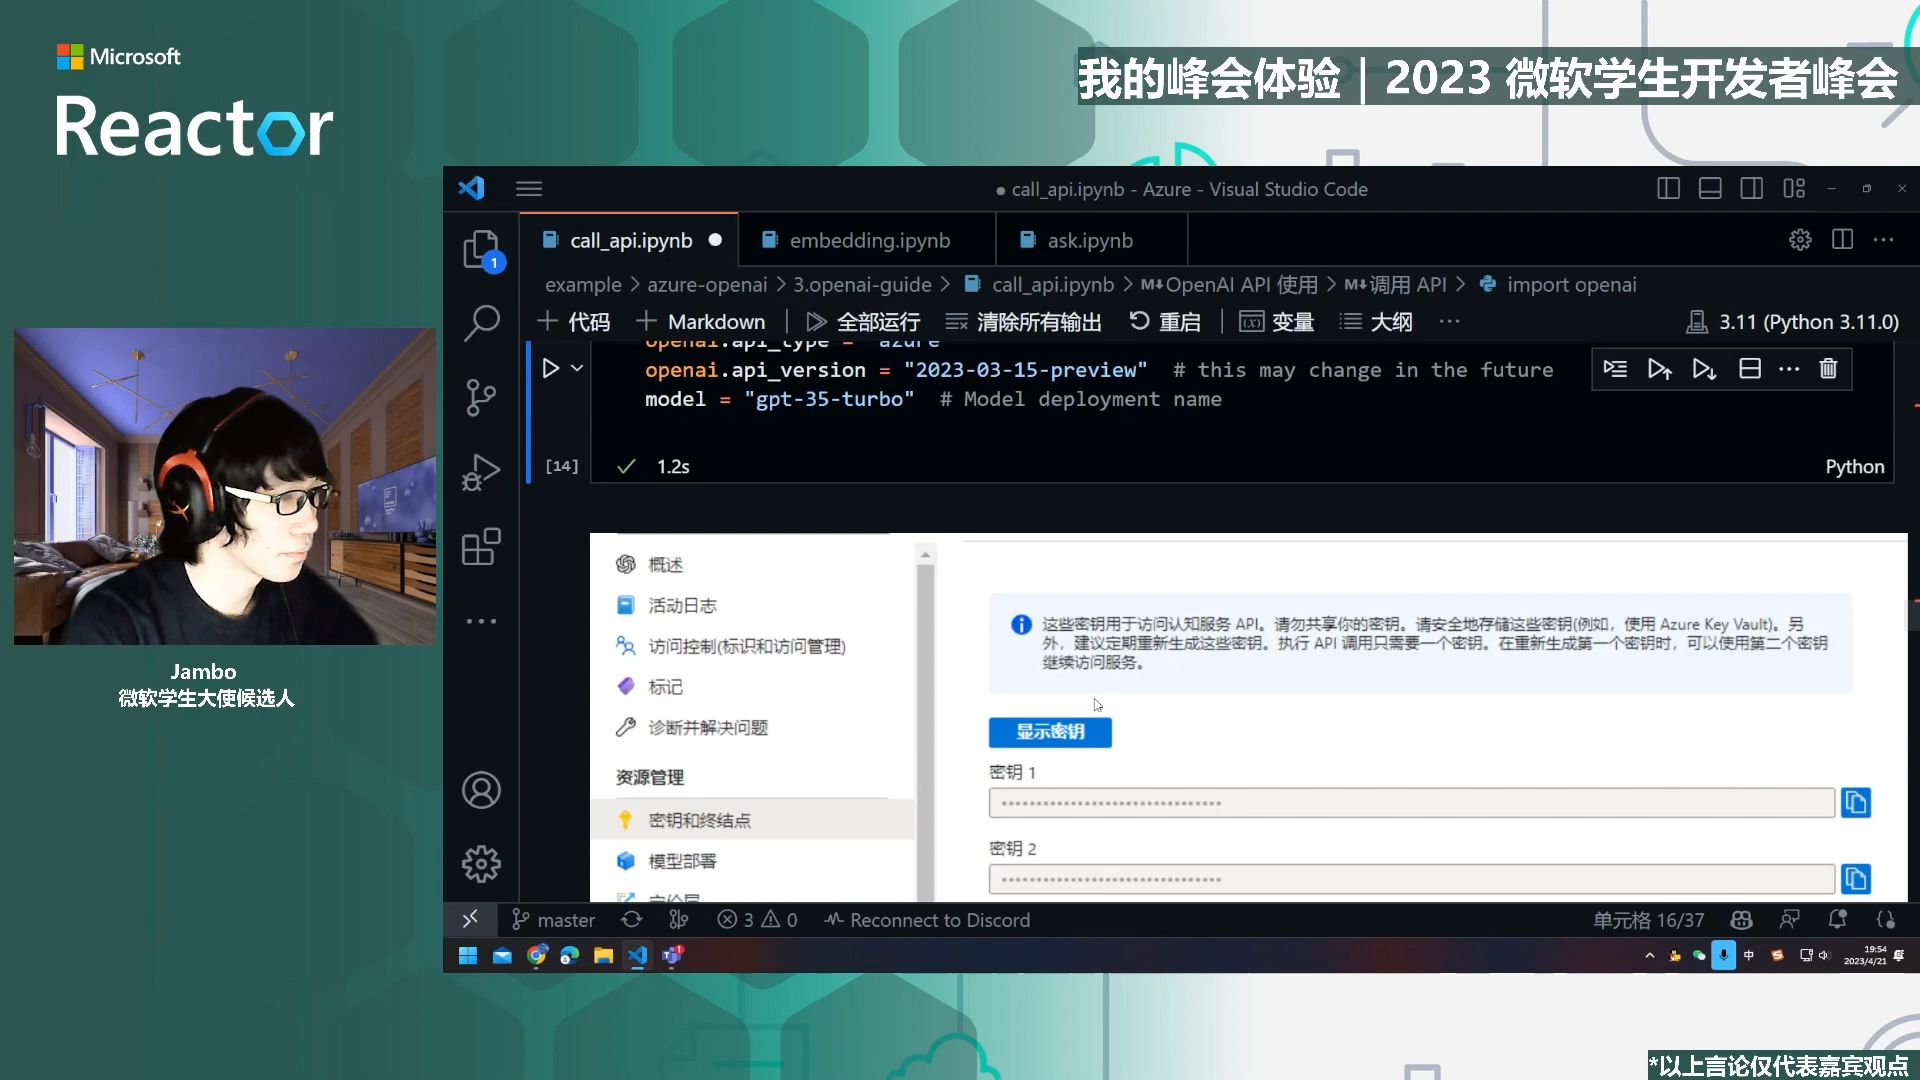 Microsoft
Reactor
我的峰会体验｜2023 微软学生开发者峰会
● call_api.ipynb - Azure - Visual Studio Code
call_api.ipynb
embedding.ipynb
ask.ipynb
1
example > azure-openai > 3.openai-guide > call_api.ipynb > M↓OpenAI API 使用 > M↓调用 API > import openai
代码
Markdown
全部运行
清除所有输出
重启
变量
大纲
3.11 (Python 3.11.0)
openai.api_type = "azure"
openai.api_version = "2023-03-15-preview"  # this may change in the future
model = "gpt-35-turbo"  # Model deployment name
[14]
1.2s
Python
概述
活动日志
访问控制(标识和访问管理)
标记
诊断并解决问题
资源管理
密钥和终结点
模型部署
定价层
这些密钥用于访问认知服务 API。请勿共享你的密钥。请安全地存储这些密钥(例如，使用 Azure Key Vault)。另
外，建议定期重新生成这些密钥。执行 API 调用只需要一个密钥。在重新生成第一个密钥时，可以使用第二个密钥
继续访问服务。
显示密钥
密钥 1
密钥 2
Jambo
微软学生大使候选人
master
3
0
Reconnect to Discord
单元格 16/37
中
19:54
2023/4/21
*以上言论仅代表嘉宾观点